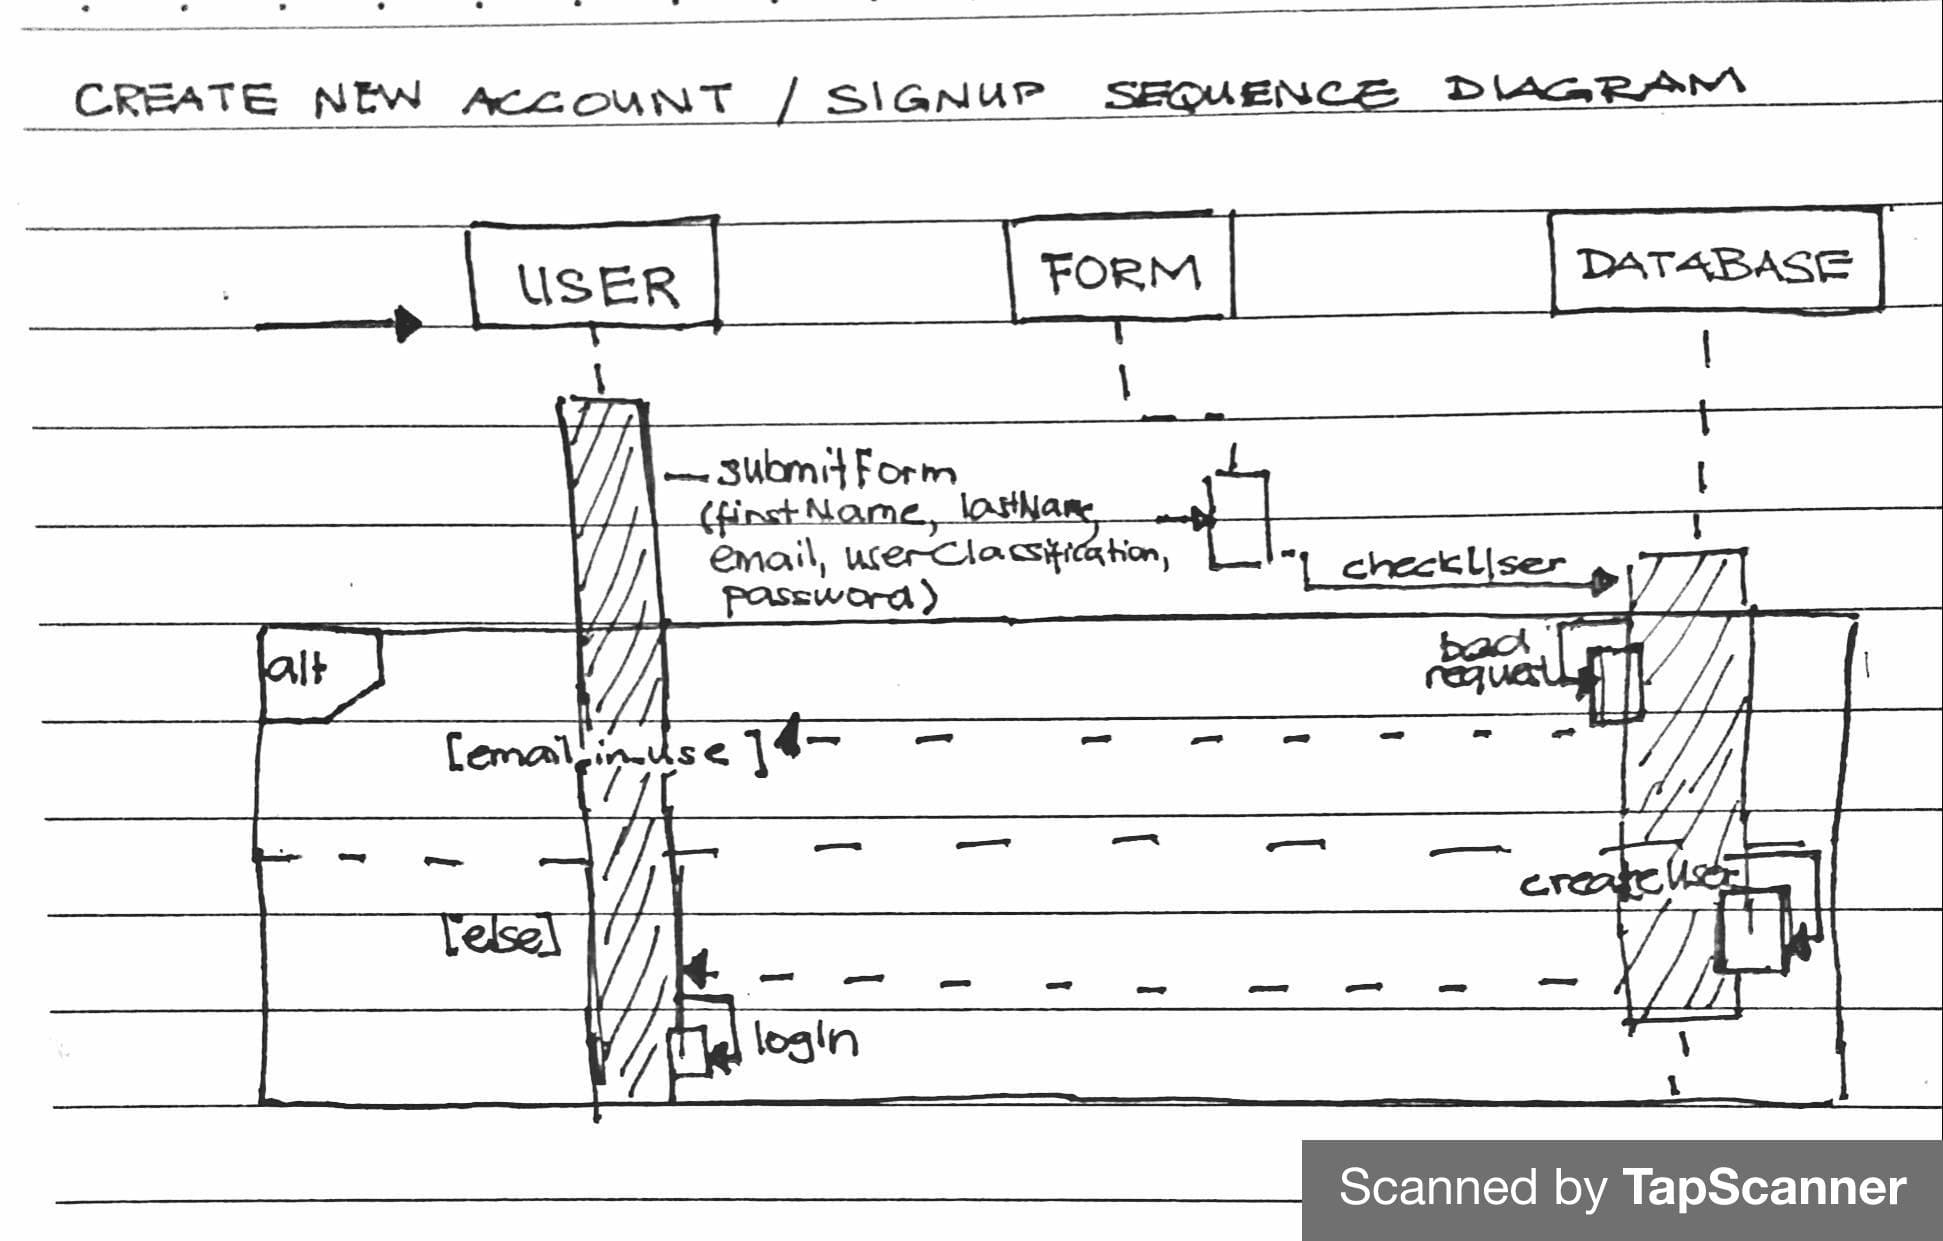 CREATE NEW ACCOUNT / SIGNUP SEQUENCE DIAGRAM
USER
FORM
DATABASE
submitForm
(firstName, lastName,
email, userClassification,
password)
checkUser
alt
bad
request
[email in use]
createUser
[else]
logIn
Scanned by TapScanner